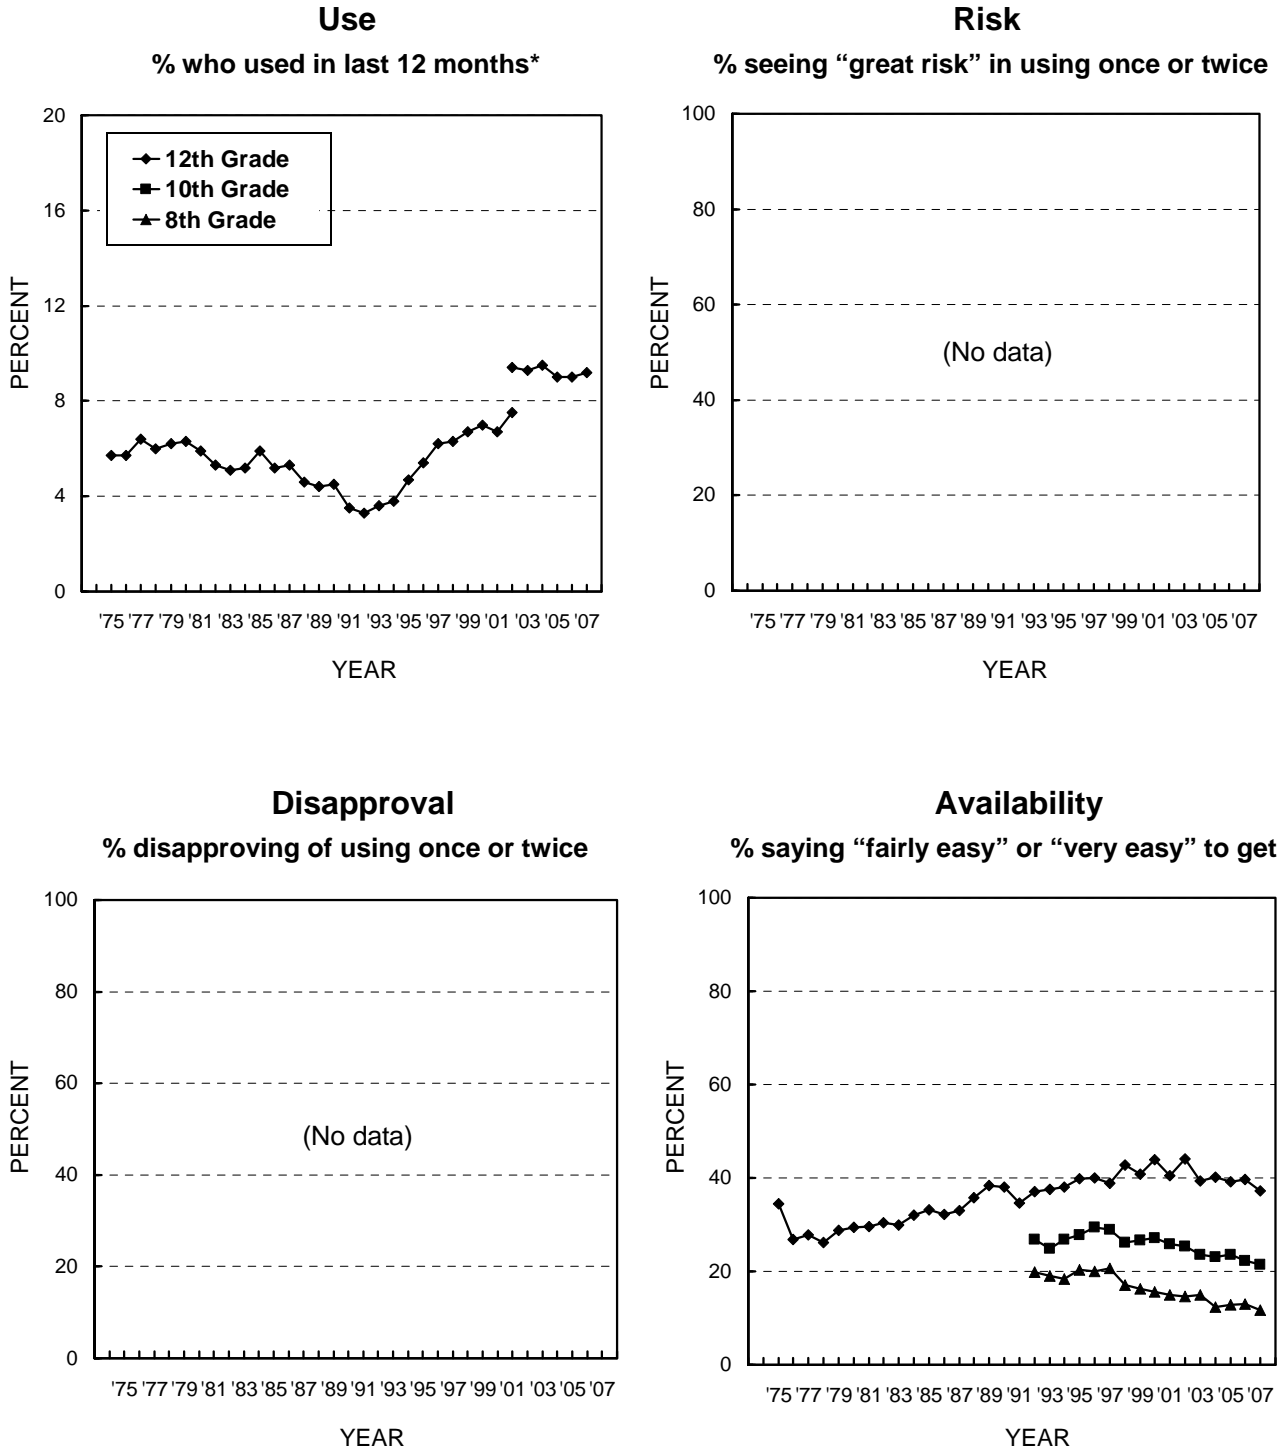 Use
% who used in last 12 months*
20
16
12
8
4
0
PERCENT
12th Grade
10th Grade
8th Grade
'75 '77 '79 '81 '83 '85 '87 '89 '91 '93 '95 '97 '99 '01 '03 '05 '07
YEAR
Risk
% seeing “great risk” in using once or twice
100
80
60
40
20
0
PERCENT
(No data)
'75 '77 '79 '81 '83 '85 '87 '89 '91 '93 '95 '97 '99 '01 '03 '05 '07
YEAR
Disapproval
% disapproving of using once or twice
100
80
60
40
20
0
PERCENT
(No data)
'75 '77 '79 '81 '83 '85 '87 '89 '91 '93 '95 '97 '99 '01 '03 '05 '07
YEAR
Availability
% saying “fairly easy” or “very easy” to get
100
80
60
40
20
0
PERCENT
'75 '77 '79 '81 '83 '85 '87 '89 '91 '93 '95 '97 '99 '01 '03 '05 '07
YEAR